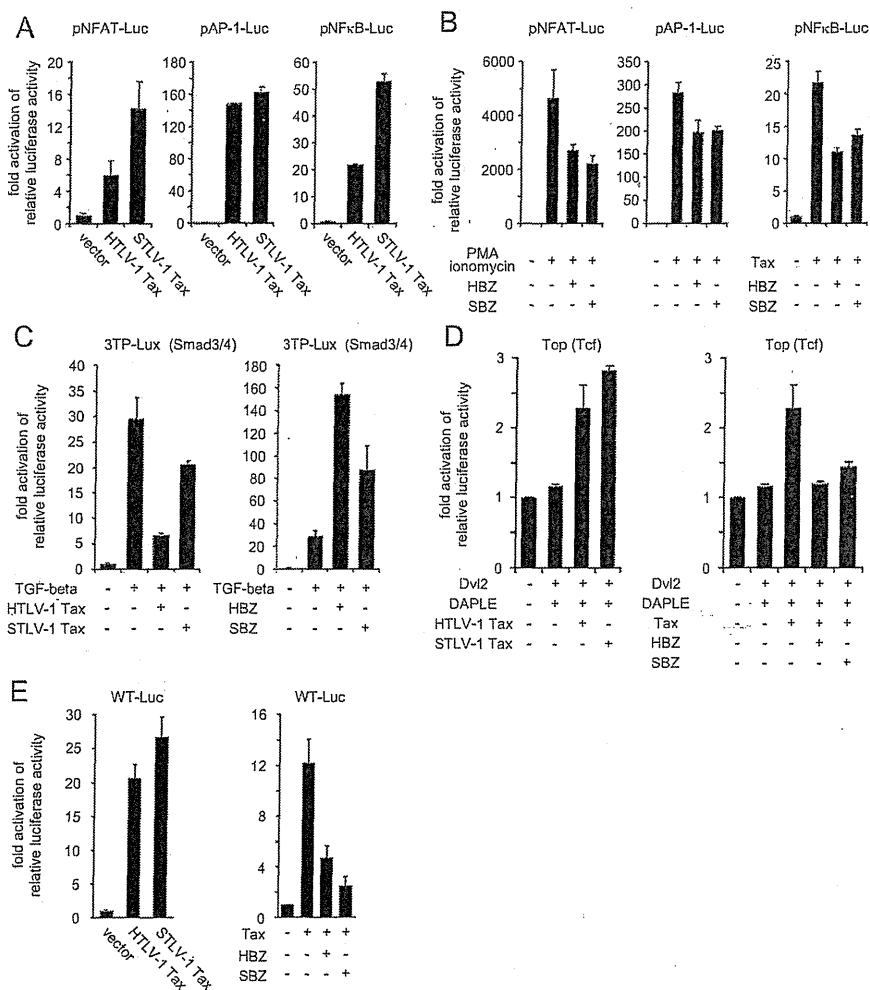 A
pNFAT-Luc
pAP-1-Luc
pNFκB-Luc
fold activation of
relative luciferase activity
20
16
12
8
4
0
180
160
120
80
40
0
60
50
40
30
20
10
0
vector
HTLV-1 Tax
STLV-1 Tax
vector
HTLV-1 Tax
STLV-1 Tax
vector
HTLV-1 Tax
STLV-1 Tax
B
pNFAT-Luc
pAP-1-Luc
pNFκB-Luc
fold activation of
relative luciferase activity
6000
4000
2000
0
350
300
250
200
150
100
50
0
25
20
15
10
5
0
PMA
ionomycin - + + + - + + + Tax - + + +
HBZ - - + - - - + - HBZ - - + -
SBZ - - - + - - - + SBZ - - - +
C
3TP-Lux (Smad3/4)
3TP-Lux (Smad3/4)
fold activation of
relative luciferase activity
40
35
30
25
20
15
10
5
0
180
160
140
120
100
80
60
40
20
0
TGF-beta - + + + TGF-beta - + + +
HTLV-1 Tax - - + - HBZ - - + -
STLV-1 Tax - - - + SBZ - - - +
D
Top (Tcf)
Top (Tcf)
fold activation of
relative luciferase activity
3
2
1
0
3
2
1
0
Dvl2 - + + + Dvl2 - + + + +
DAPLE - + + + DAPLE - + + + +
HTLV-1 Tax - - + - Tax - - + + +
STLV-1 Tax - - - + HBZ - - - + -
SBZ - - - - +
E
WT-Luc
WT-Luc
fold activation of
relative luciferase activity
30
25
20
15
10
5
0
16
12
8
4
0
vector
HTLV-1 Tax
STLV-1 Tax
Tax - + + +
HBZ - - + -
SBZ - - - +